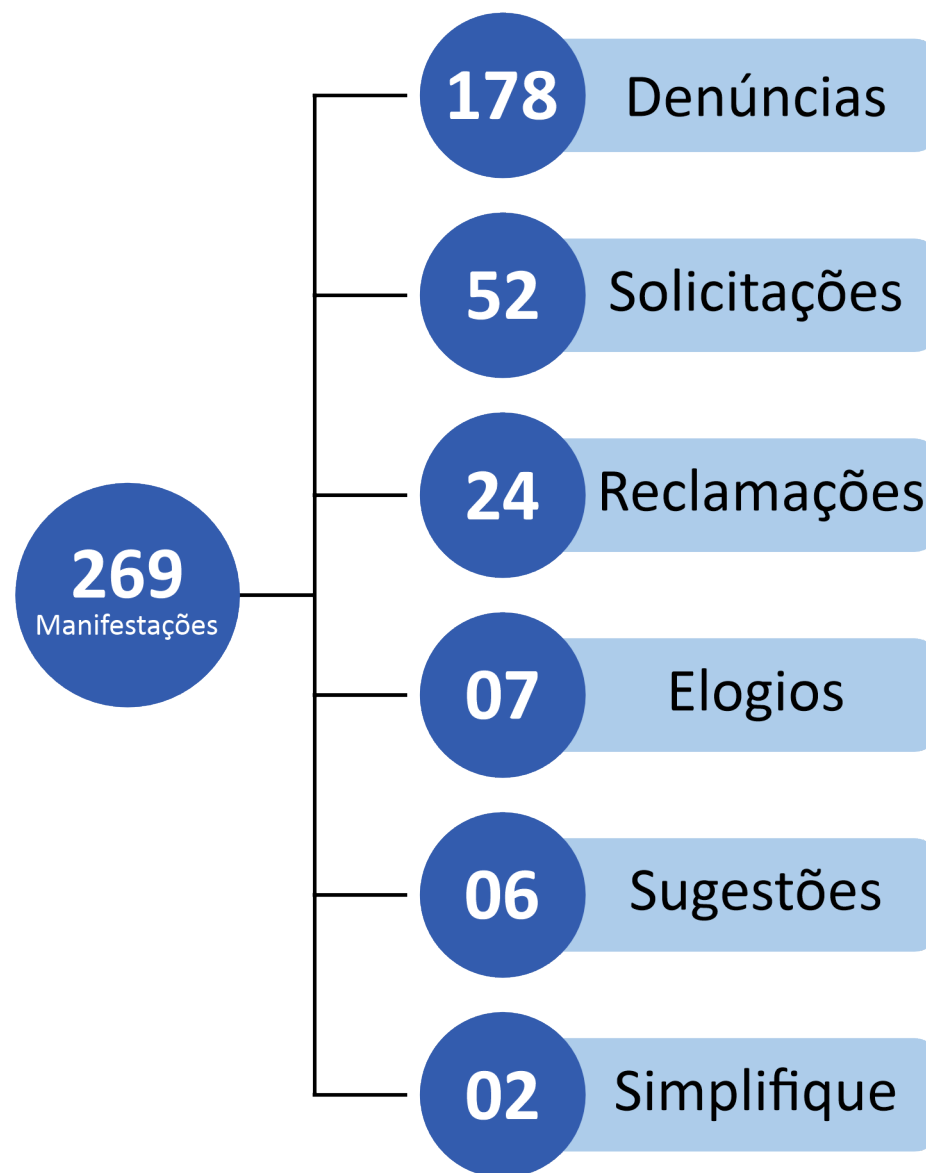 178 Denúncias
52 Solicitações
24 Reclamações
269
Manifestações
07 Elogios
06 Sugestões
02 Simplifique